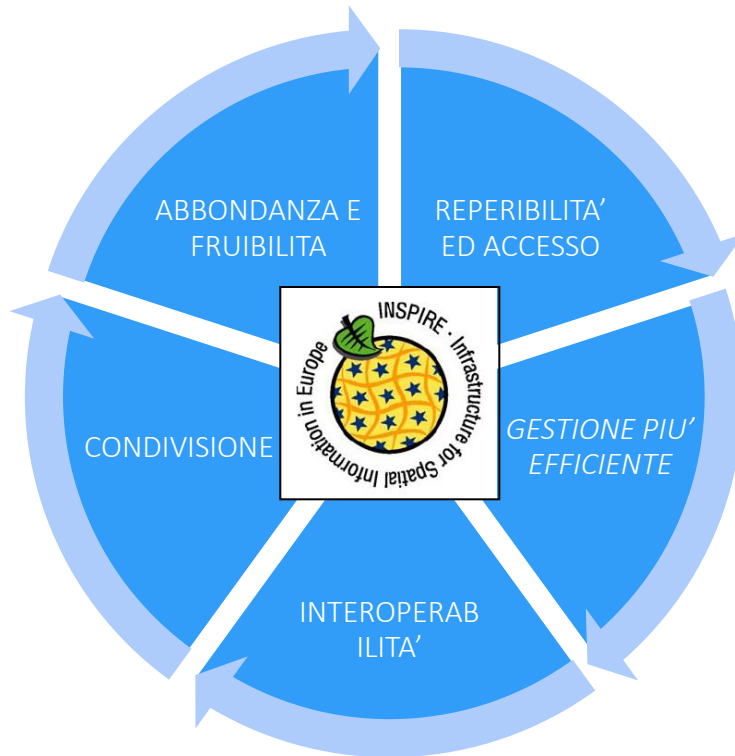 ABBONDANZA E
FRUIBILITA
REPERIBILITA’
ED ACCESSO
INSPIRE · Infrastructure for Spatial Information in Europe
CONDIVISIONE
GESTIONE PIU’
EFFICIENTE
INTEROPERAB
ILITA’